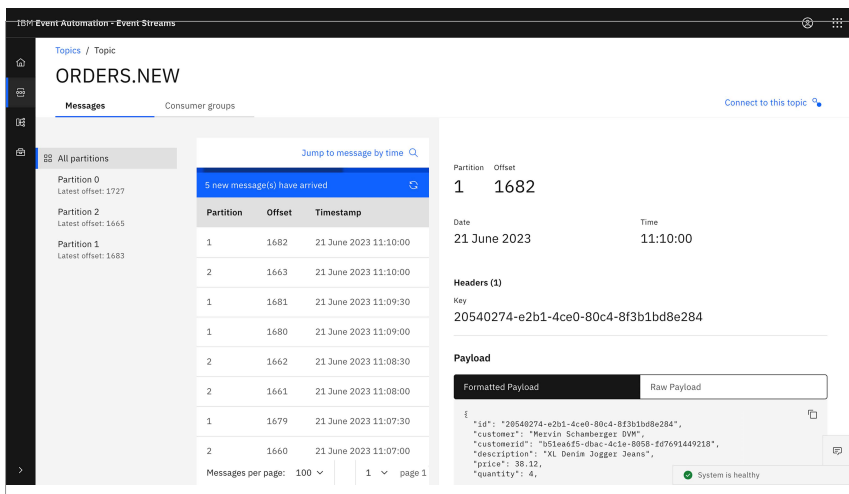 IBM Event Automation - Event Streams
Topics / Topic
ORDERS.NEW
Messages Consumer groups
Connect to this topic
All partitions
Partition 0
Latest offset: 1727
Partition 2
Latest offset: 1665
Partition 1
Latest offset: 1683
Jump to message by time
5 new message(s) have arrived
Partition Offset Timestamp
1 1682 21 June 2023 11:10:00
2 1663 21 June 2023 11:10:00
1 1681 21 June 2023 11:09:30
1 1680 21 June 2023 11:09:00
2 1662 21 June 2023 11:08:30
2 1661 21 June 2023 11:08:00
1 1679 21 June 2023 11:07:30
2 1660 21 June 2023 11:07:00
Messages per page: 100 1 page 1
Partition Offset
1 1682
Date Time
21 June 2023 11:10:00
Headers (1)
Key
20540274-e2b1-4ce0-80c4-8f3b1bd8e284
Payload
Formatted Payload Raw Payload
{
"id": "20540274-e2b1-4ce0-80c4-8f3b1bd8e284",
"customer": "Mervin Schamberger DVM",
"customerid": "b51ea6f5-dbac-4c1e-8058-fd7691449218",
"description": "XL Denim Jogger Jeans",
"price": 38.12,
"quantity": 4,
System is healthy